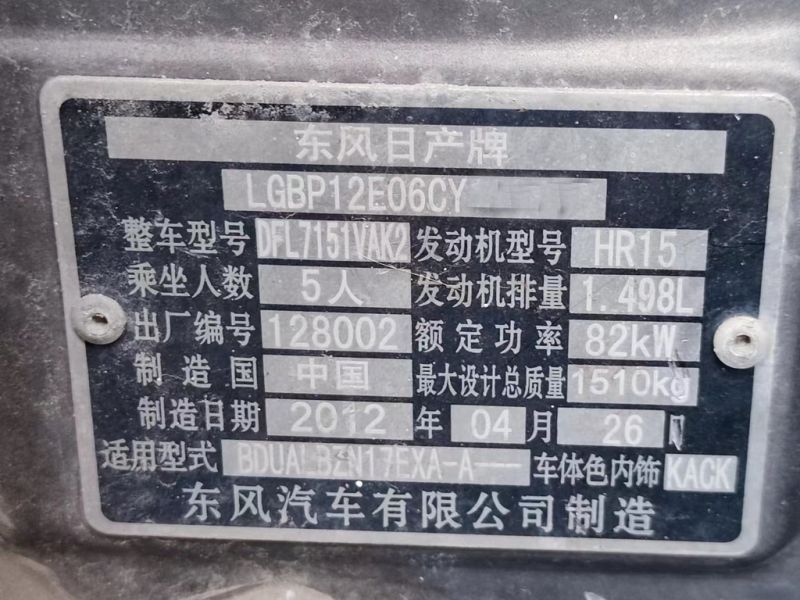 东风日产牌
LGBP12E06CY
整车型号 DFL7151VAK2 发动机型号 HR15
乘坐人数 5人 发动机排量 1.498L
出厂编号 128002 额定功率 82kW
制造国 中国 最大设计总质量 1510kg
制造日期 2012 年 04 月 26
适用型式 BDUALBZN17EXA-A--- 车体色内饰 KACK
东风汽车有限公司制造